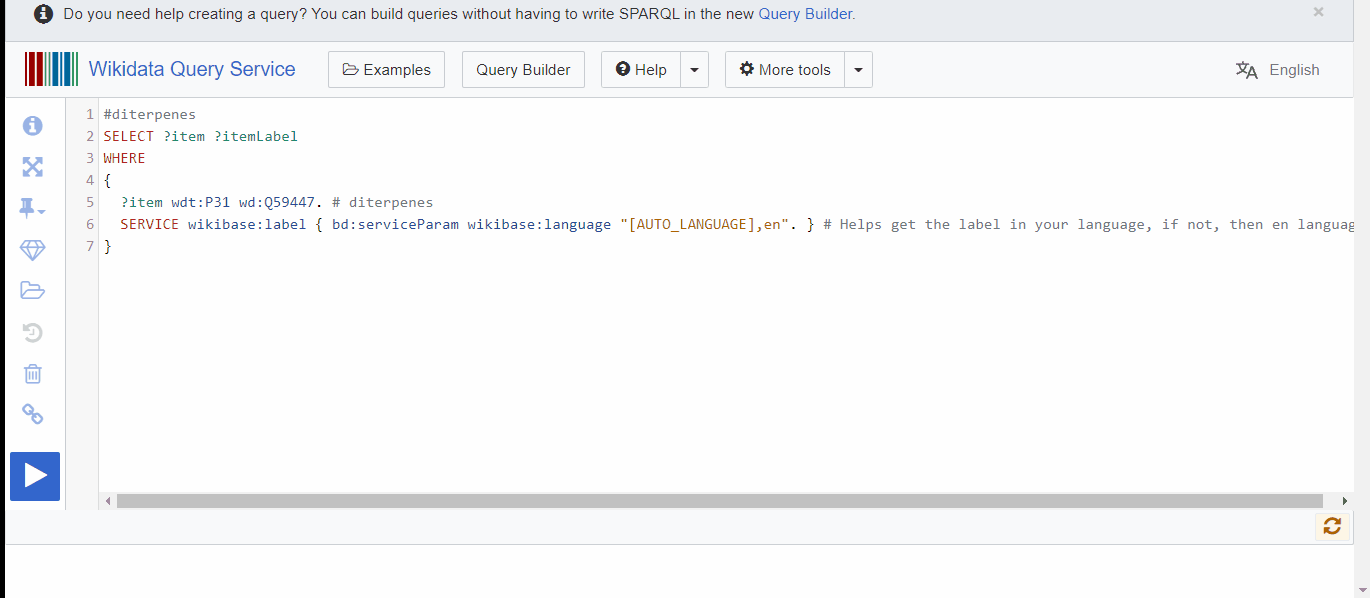 Do you need help creating a query? You can build queries without having to write SPARQL in the new Query Builder.
Wikidata Query Service
Examples
Query Builder
Help
More tools
English
1 #diterpenes
2 SELECT ?item ?itemLabel
3 WHERE
4 {
5 ?item wdt:P31 wd:Q59447. # diterpenes
6 SERVICE wikibase:label { bd:serviceParam wikibase:language "[AUTO_LANGUAGE],en". } # Helps get the label in your language, if not, then en languag
7 }